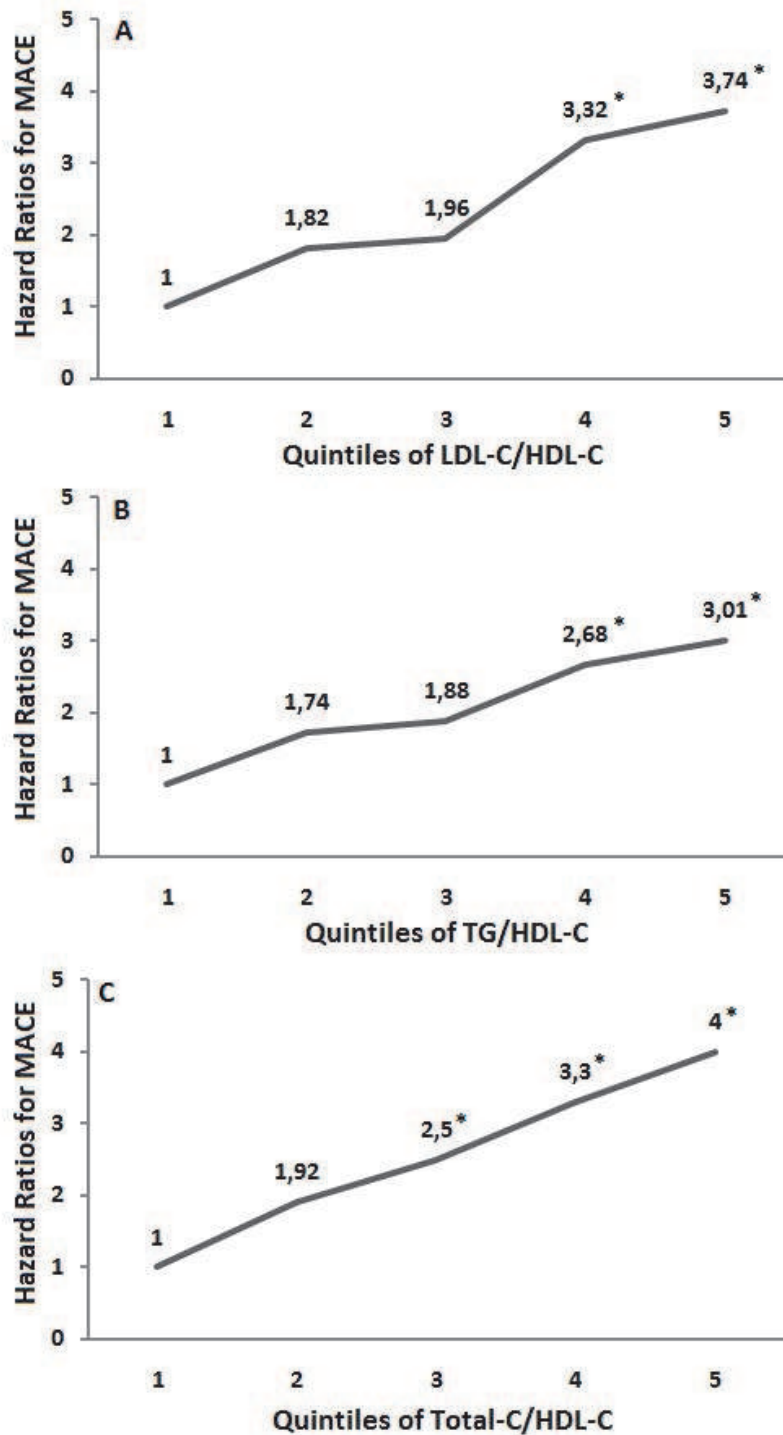 A
Hazard Ratios for MACE
5
4
3
2
1
0
1
1,82
1,96
3,32 *
3,74 *
1 2 3 4 5
Quintiles of LDL-C/HDL-C
B
Hazard Ratios for MACE
5
4
3
2
1
0
1
1,74
1,88
2,68 *
3,01 *
1 2 3 4 5
Quintiles of TG/HDL-C
C
Hazard Ratios for MACE
5
4
3
2
1
0
1
1,92
2,5 *
3,3 *
4 *
1 2 3 4 5
Quintiles of Total-C/HDL-C